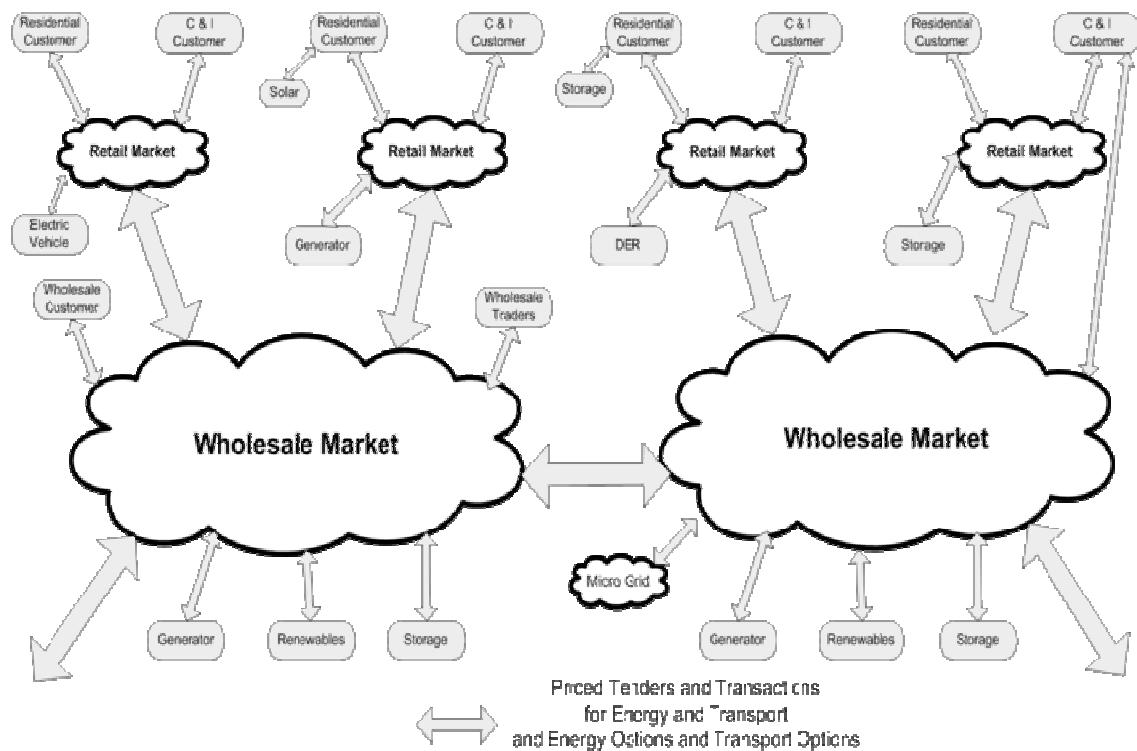 Residential
Customer
C & I
Customer
Residential
Customer
C & I
Customer
Residential
Customer
C & I
Customer
Residential
Customer
C & I
Customer
Solar
Storage
Retail Market
Retail Market
Retail Market
Retail Market
Electric
Vehicle
Generator
DER
Storage
Wholesale
Customer
Wholesale
Traders
Wholesale Market
Wholesale Market
Micro Grid
Generator
Renewables
Storage
Generator
Renewables
Storage
Priced Tenders and Transactions
for Energy and Transport
and Energy Options and Transport Options